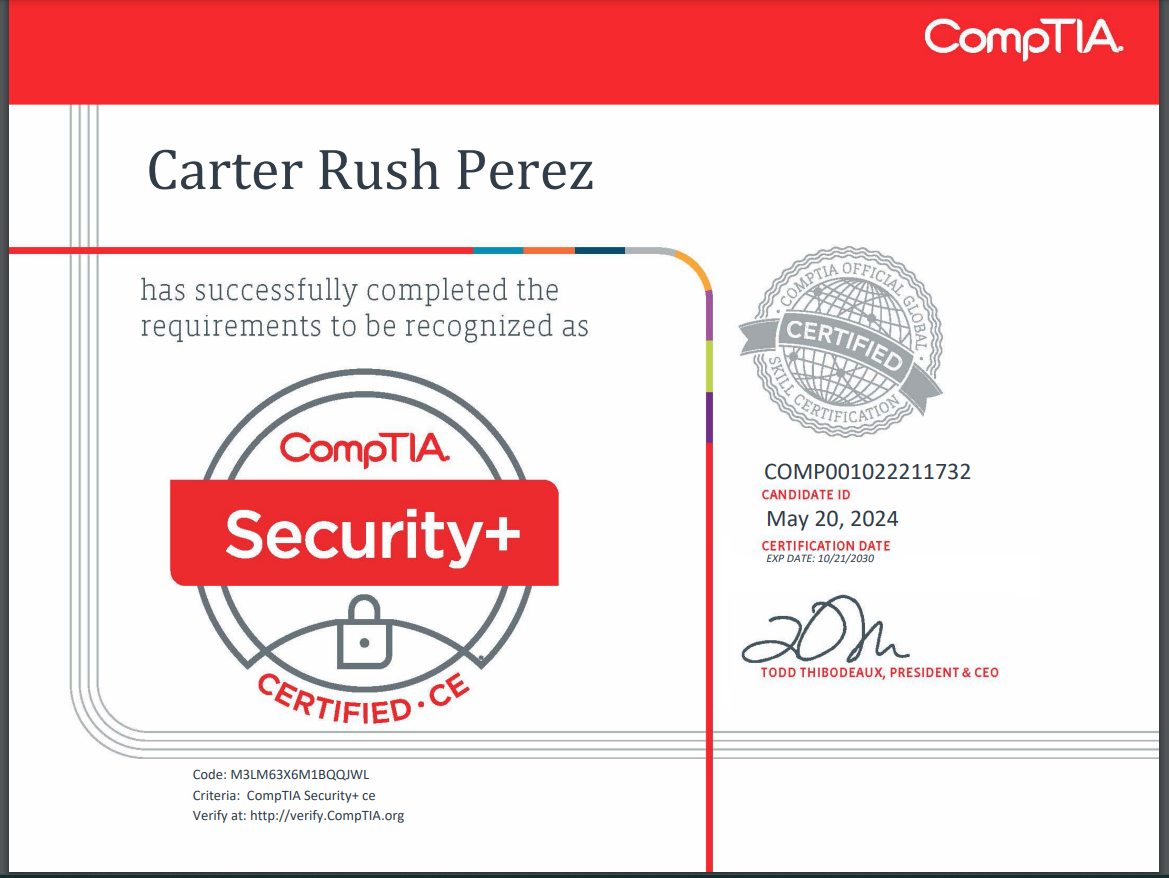 CompTIA.
Carter Rush Perez
has successfully completed the
requirements to be recognized as
CompTIA.
Security+
CERTIFIED · CE
COMPTIA OFFICIAL GLOBAL
CERTIFIED
SKILL CERTIFICATION
COMP001022211732
CANDIDATE ID
May 20, 2024
CERTIFICATION DATE
EXP DATE: 10/21/2030
TODD THIBODEAUX, PRESIDENT & CEO
Code: M3LM63X6M1BQQJWL
Criteria: CompTIA Security+ ce
Verify at: http://verify.CompTIA.org